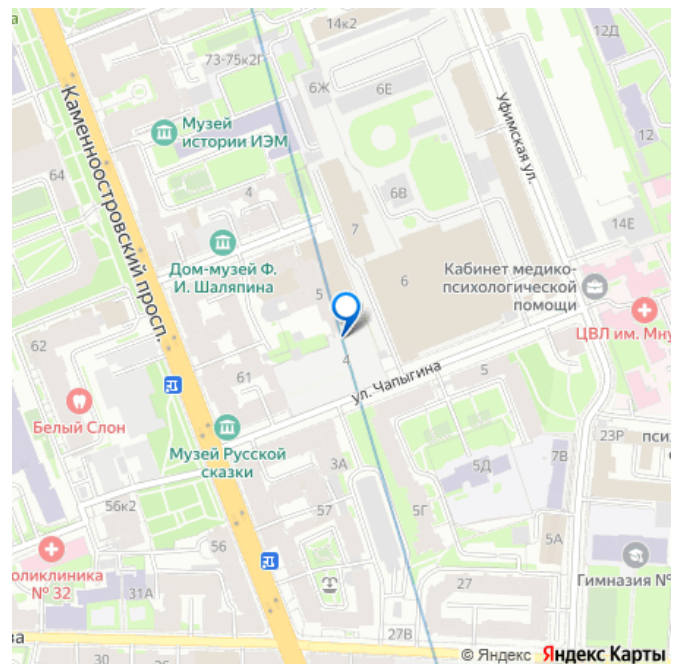 14к2
12Д
73-75к2Г
6Ж
6Е
Каменноостровский просп.
Музей
истории ИЭМ
Уфимская ул.
12
64
6В
14Е
7
Дом-музей Ф.
И. Шаляпина
6
Кабинет медико-
психологической
помощи
5
ЦВЛ им. Мну
62
4
61
ул. Чапыгина
5
Белый Слон
Музей Русской
сказки
23Р
пси
3А
5Д
7В
56к2
57
5Г
5А
56
оликлиника
№ 32
Гимназия №
31А
27
27В
ва
30
26
© Яндекс Яндекс Карты